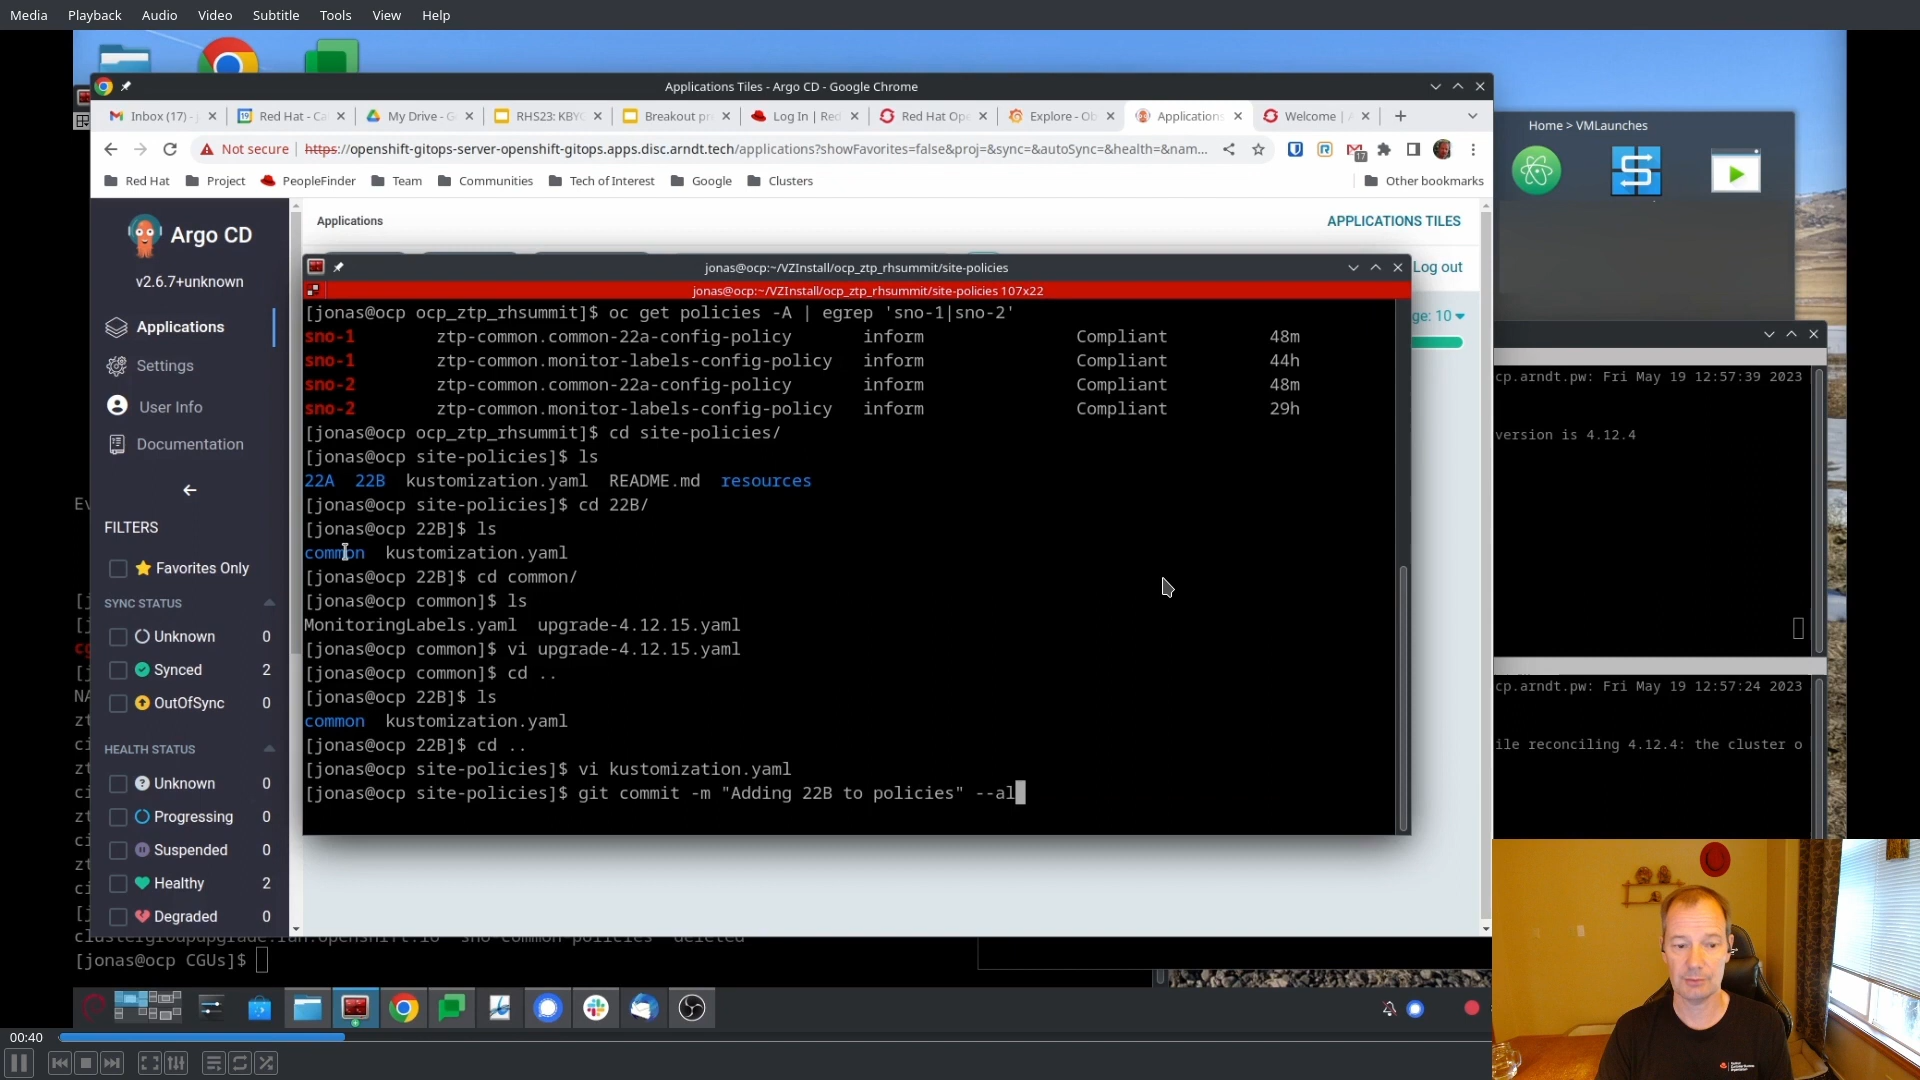 Media Playback Audio Video Subtitle Tools View Help
Applications Tiles - Argo CD - Google Chrome
Inbox (17) - Red Hat - Ca My Drive - G RHS23: KBYC Breakout pr Log In | Red Red Hat Ope Explore - Ob Applications Welcome | A
Not secure | https://openshift-gitops-server-openshift-gitops.apps.disc.arndt.tech/applications?showFavorites=false&proj=&sync=&autoSync=&health=&nam...
17
Red Hat Project PeopleFinder Team Communities Tech of Interest Google Clusters Other bookmarks
Home > VMLaunches
Argo CD
v2.6.7+unknown
Applications
Settings
User Info
Documentation
FILTERS
Favorites Only
SYNC STATUS
Unknown 0
Synced 2
OutOfSync 0
HEALTH STATUS
Unknown 0
Progressing 0
Suspended 0
Healthy 2
Degraded 0
Applications
APPLICATIONS TILES
Log out
ge: 10
jonas@ocp:~/VZInstall/ocp_ztp_rhsummit/site-policies
jonas@ocp:~/VZInstall/ocp_ztp_rhsummit/site-policies 107x22
[jonas@ocp ocp_ztp_rhsummit]$ oc get policies -A | egrep 'sno-1|sno-2'
sno-1 ztp-common.common-22a-config-policy inform Compliant 48m
sno-1 ztp-common.monitor-labels-config-policy inform Compliant 44h
sno-2 ztp-common.common-22a-config-policy inform Compliant 48m
sno-2 ztp-common.monitor-labels-config-policy inform Compliant 29h
[jonas@ocp ocp_ztp_rhsummit]$ cd site-policies/
[jonas@ocp site-policies]$ ls
22A 22B kustomization.yaml README.md resources
[jonas@ocp site-policies]$ cd 22B/
[jonas@ocp 22B]$ ls
common kustomization.yaml
[jonas@ocp 22B]$ cd common/
[jonas@ocp common]$ ls
MonitoringLabels.yaml upgrade-4.12.15.yaml
[jonas@ocp common]$ vi upgrade-4.12.15.yaml
[jonas@ocp common]$ cd ..
[jonas@ocp 22B]$ ls
common kustomization.yaml
[jonas@ocp 22B]$ cd ..
[jonas@ocp site-policies]$ vi kustomization.yaml
[jonas@ocp site-policies]$ git commit -m "Adding 22B to policies" --al
cp.arndt.pw: Fri May 19 12:57:39 2023
version is 4.12.4
cp.arndt.pw: Fri May 19 12:57:24 2023
ile reconciling 4.12.4: the cluster o
Ev
[j
[j
cg
[j
NA
zt
ci
zt
ci
ci
zt
ci
[j
clustergroupupgrade.ran.openshift.io "sno-common-policies" deleted
[jonas@ocp CGUs]$
00:40